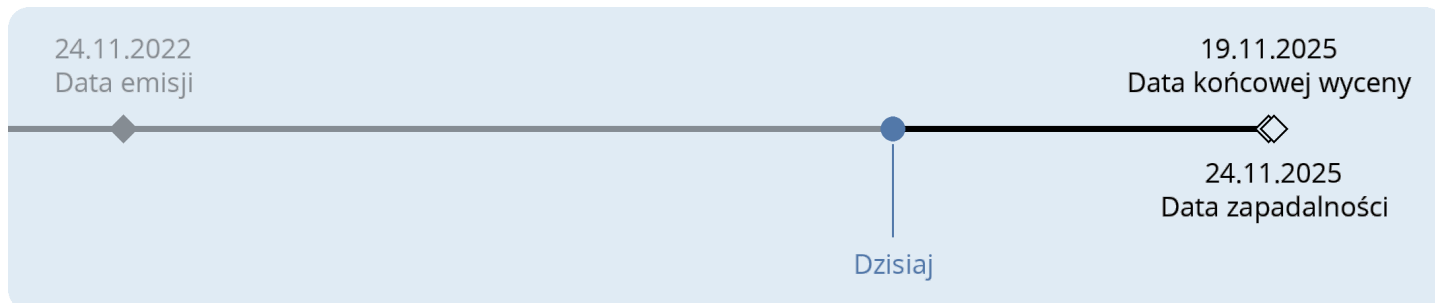 24.11.2022
Data emisji
19.11.2025
Data końcowej wyceny
24.11.2025
Data zapadalności
Dzisiaj